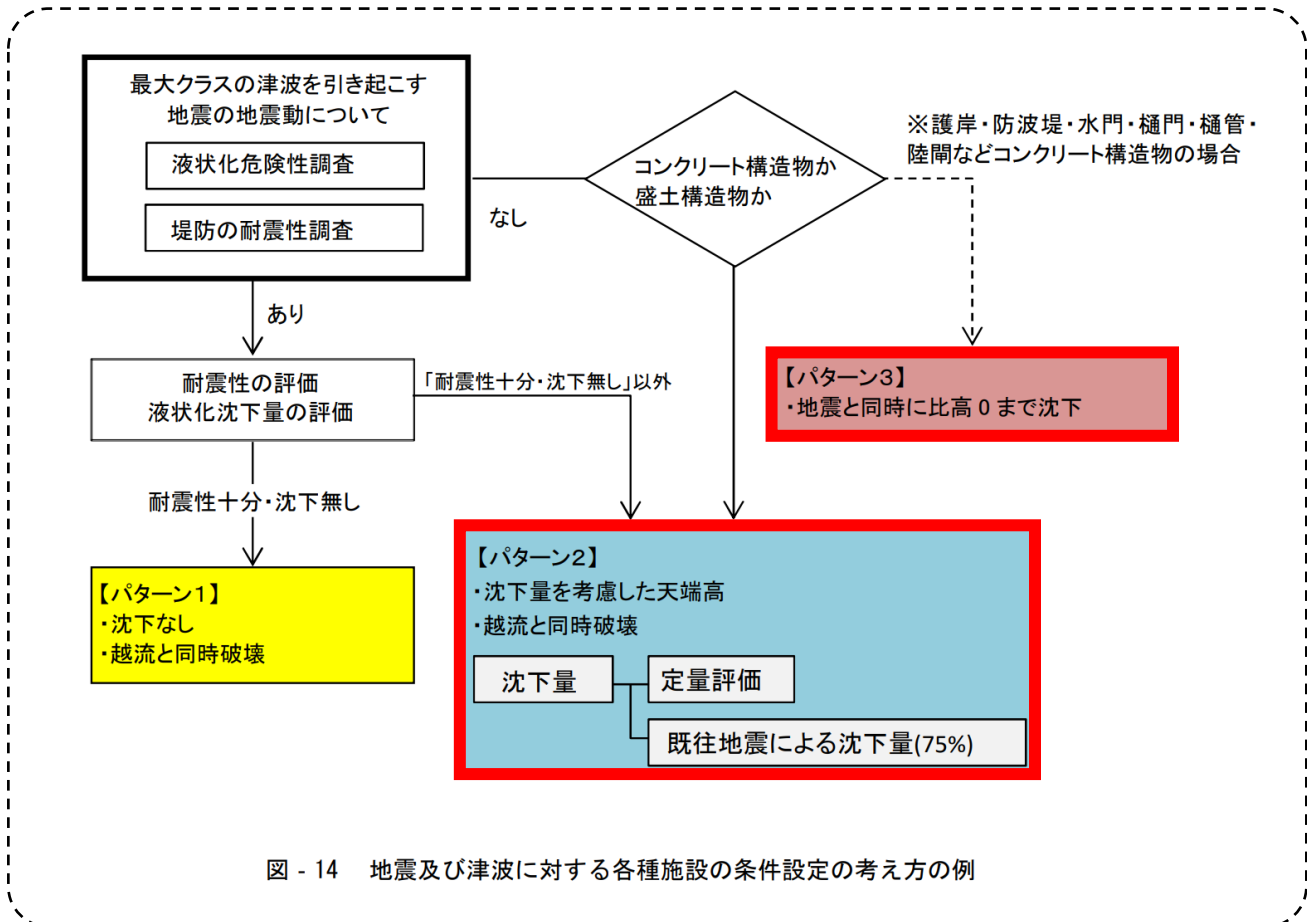 最大クラスの津波を引き起こす
地震の地震動について
液状化危険性調査
堤防の耐震性調査
なし
コンクリート構造物か
盛土構造物か
※護岸・防波堤・水門・樋門・樋管・
陸閘などコンクリート構造物の場合
あり
耐震性の評価
液状化沈下量の評価
「耐震性十分・沈下無し」以外
【パターン3】
・地震と同時に比高0まで沈下
耐震性十分・沈下無し
【パターン1】
・沈下なし
・越流と同時破壊
【パターン2】
・沈下量を考慮した天端高
・越流と同時破壊
沈下量
定量評価
既往地震による沈下量(75%)
図 - 14 地震及び津波に対する各種施設の条件設定の考え方の例